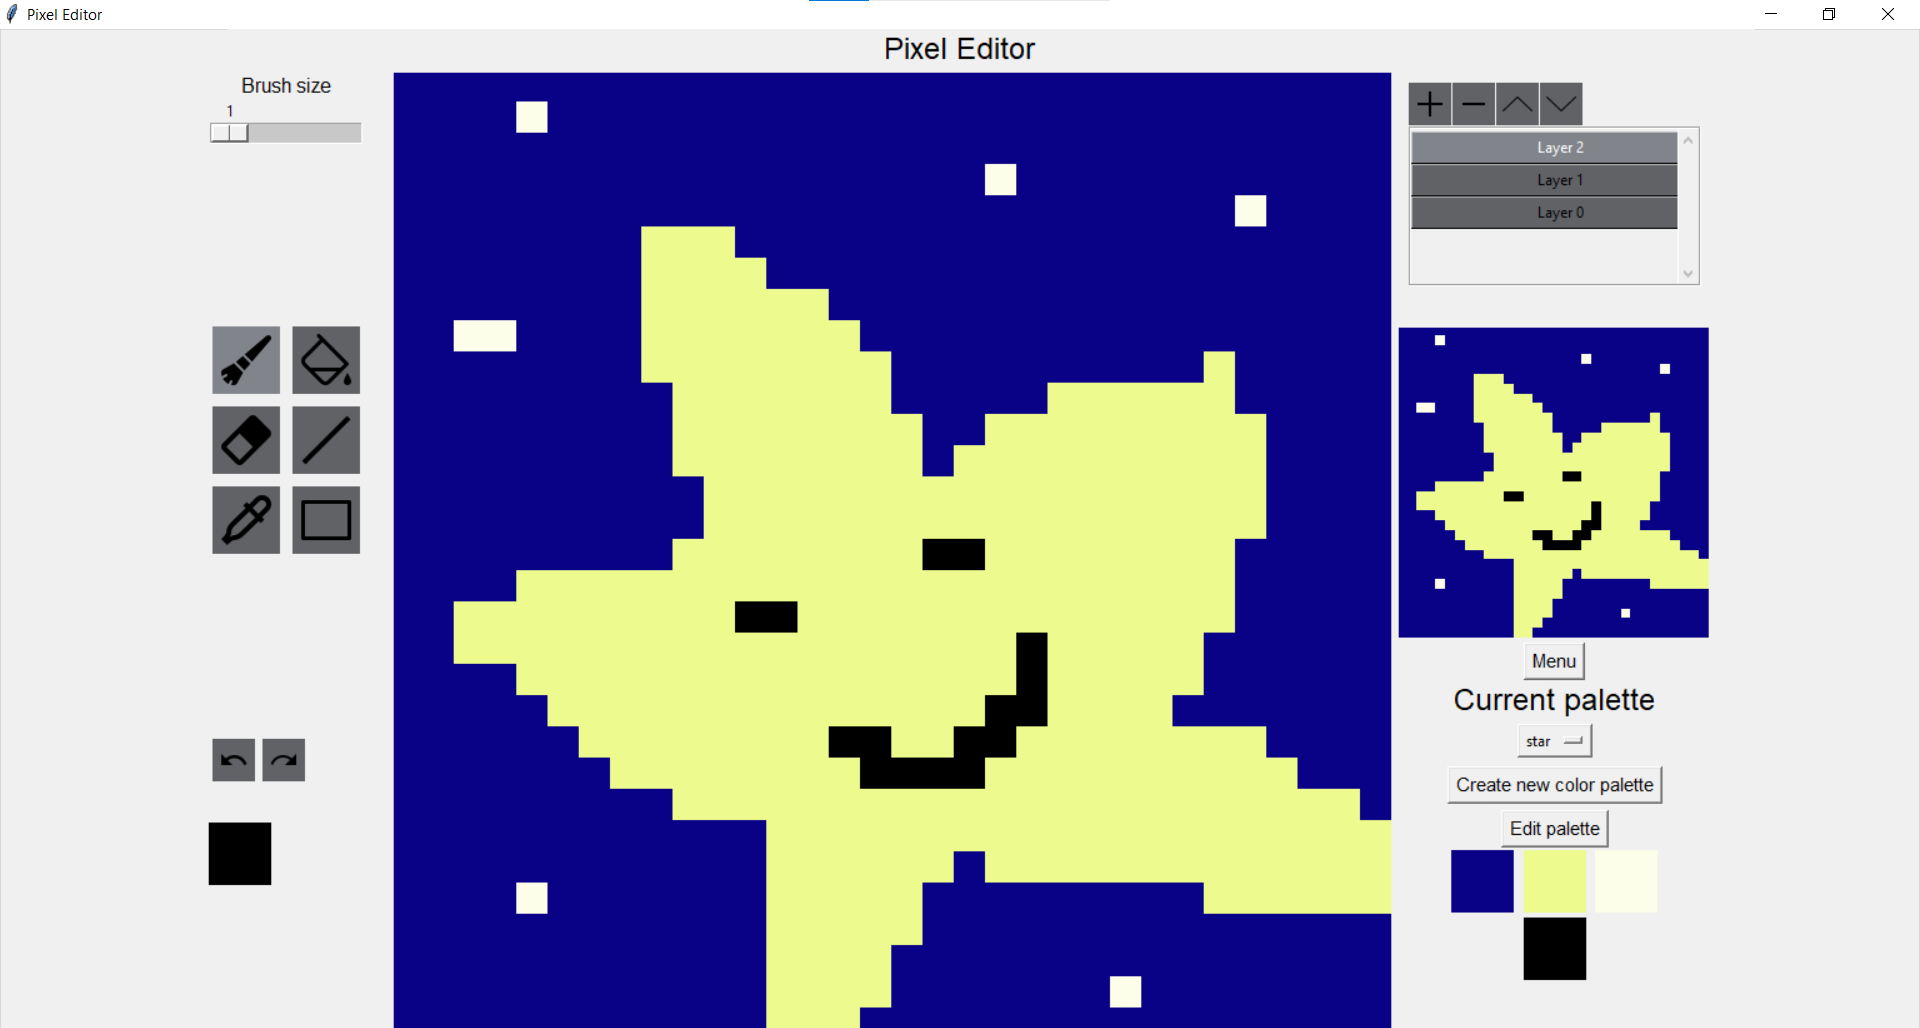 Pixel Editor
Pixel Editor
Brush size
1
Layer 2
Layer 1
Layer 0
Menu
Current palette
star
Create new color palette
Edit palette